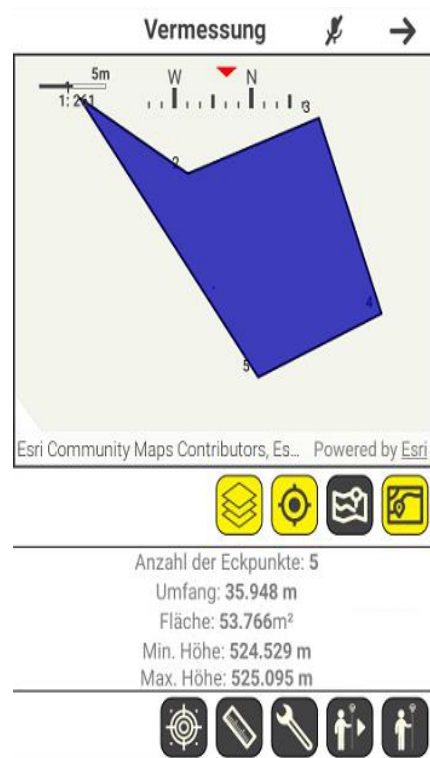 Vermessung
5m
W N
1: 261
3
2
4
5
Esri Community Maps Contributors, Es... Powered by Esri
Anzahl der Eckpunkte: 5
Umfang: 35.948 m
Fläche: 53.766m²
Min. Höhe: 524.529 m
Max. Höhe: 525.095 m